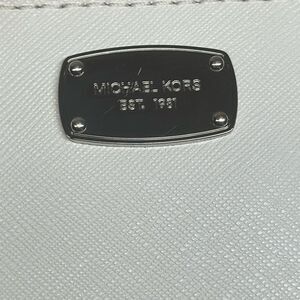 MICHAEL KORS
EST. 1981